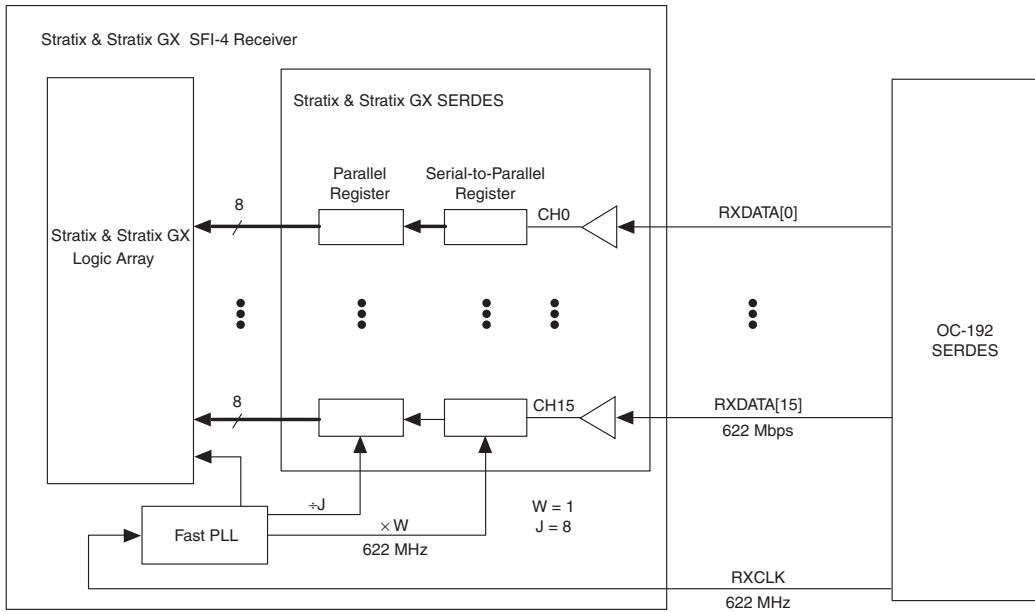 Stratix & Stratix GX SFI-4 Receiver
Stratix & Stratix GX SERDES
Parallel
Register
Serial-to-Parallel
Register
8
CH0
RXDATA[0]
Stratix & Stratix GX
Logic Array
OC-192
SERDES
8
CH15
RXDATA[15]
622 Mbps
÷J
W = 1
J = 8
Fast PLL
× W
622 MHz
RXCLK
622 MHz